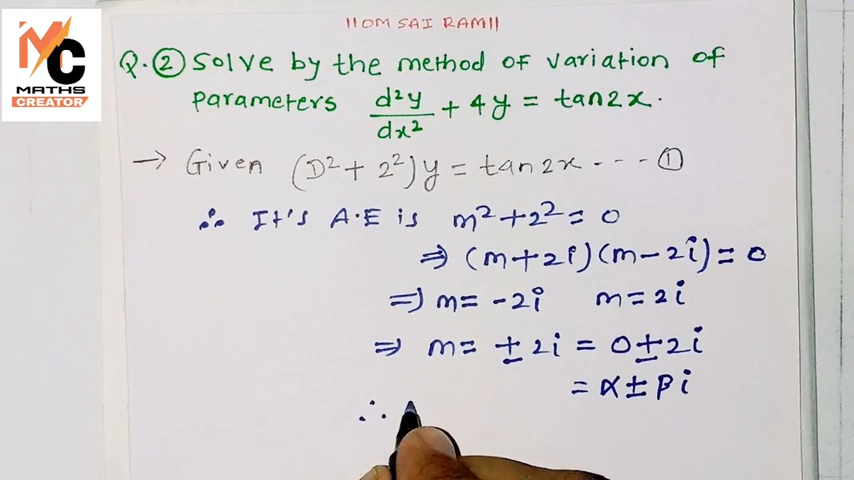 ||OM SAI RAM||
MC
MATHS
CREATOR
Q.② Solve by the method of variation of
parameters d²y/dx² + 4y = tan2x.
→ Given (D² + 2²)y = tan2x ---- ①
∴ It's A.E is m² + 2² = 0
⇒ (m + 2i)(m - 2i) = 0
⇒ m = -2i m = 2i
⇒ m = ± 2i = 0 ± 2i
= α ± βi
∴